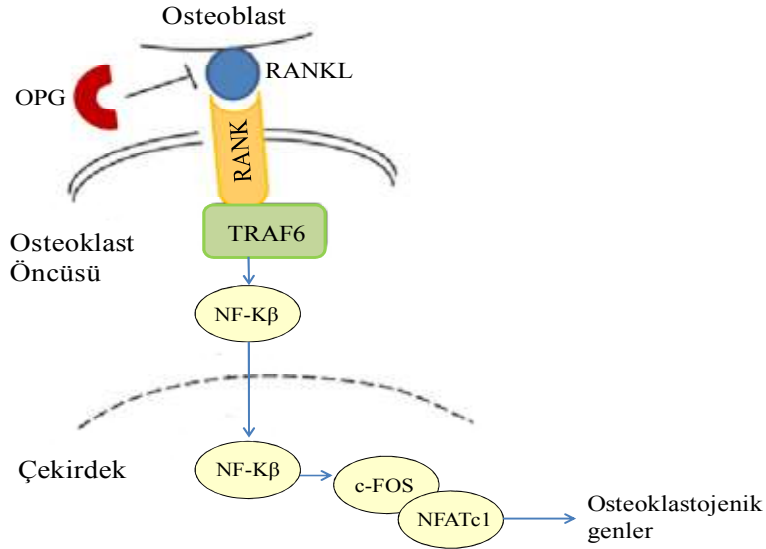 Osteoblast
RANKL
OPG
RANK
TRAF6
Osteoklast
Öncüsü
NF-Kβ
Çekirdek
NF-Kβ
c-FOS
NFATc1
Osteoklastojenik
genler